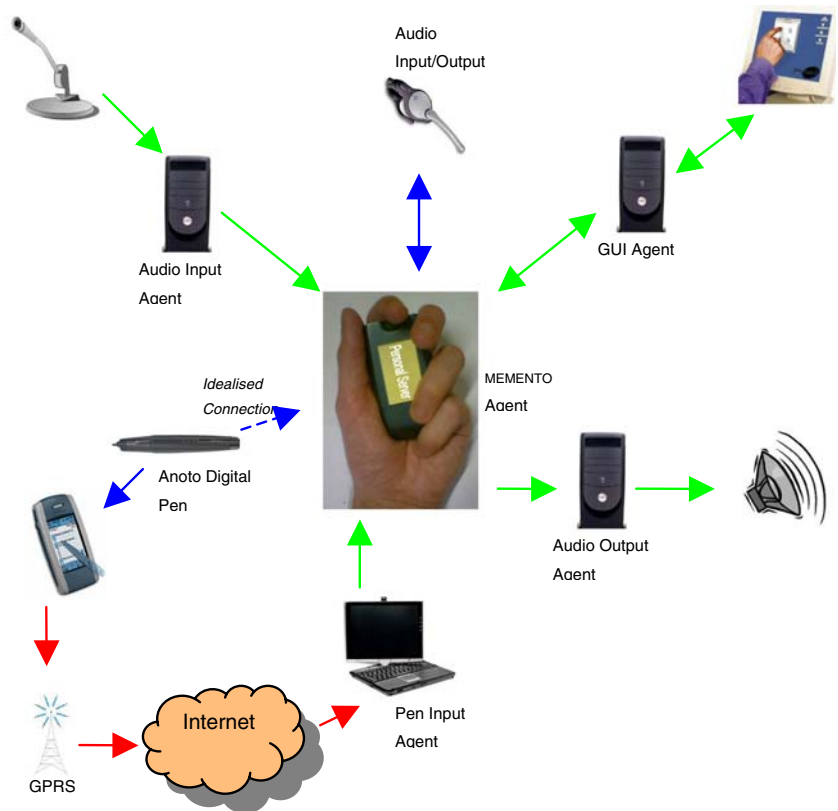 Audio
Input/Output
GUI Agent
Audio Input
Agent
Personal Server
MEMENTO
Agent
Idealised
Connection
Anoto Digital
Pen
Audio Output
Agent
Internet
Pen Input
Agent
GPRS